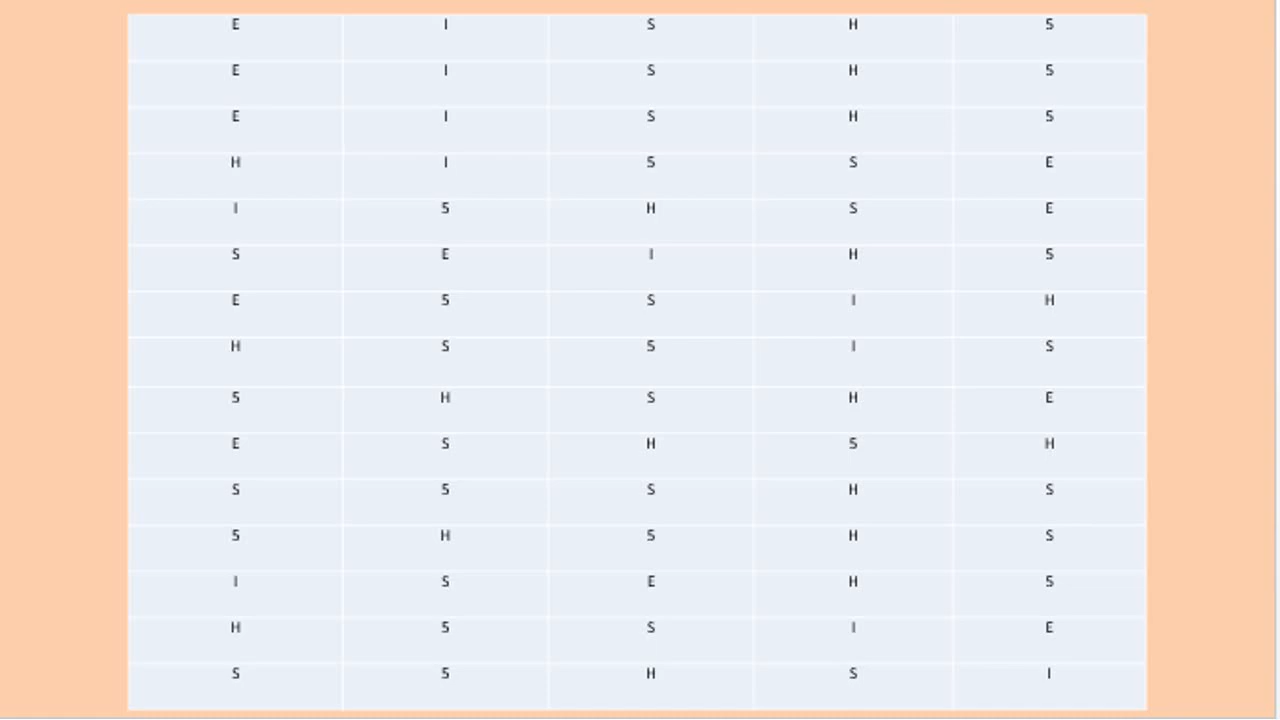 E I S H 5
E I S H 5
E I S H 5
H I 5 S E
I 5 H S E
S E I H 5
E 5 S I H
H S 5 I S
5 H S H E
E S H 5 H
S 5 S H S
5 H 5 H S
I S E H 5
H 5 S I E
S 5 H S I